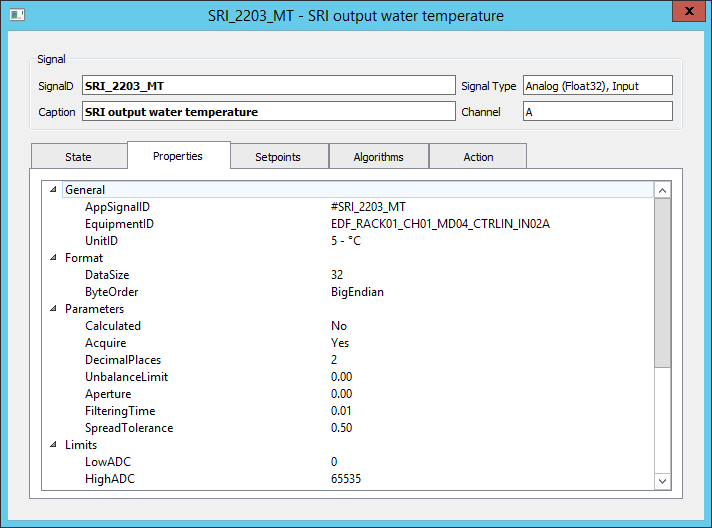 SRI_2203_MT - SRI output water temperature
x
Signal
SignalD SRI_2203_MT Signal Type Analog (Float32), Input
Caption SRI output water temperature Channel A
State Properties Setpoints Algorithms Action
General
AppSignalID #SRI_2203_MT
EquipmentID EDF_RACK01_CH01_MD04_CTRLIN_IN02A
UnitID 5 - °C
Format
DataSize 32
ByteOrder BigEndian
Parameters
Calculated No
Acquire Yes
DecimalPlaces 2
UnbalanceLimit 0.00
Aperture 0.00
FilteringTime 0.01
SpreadTolerance 0.50
Limits
LowADC 0
HighADC 65535